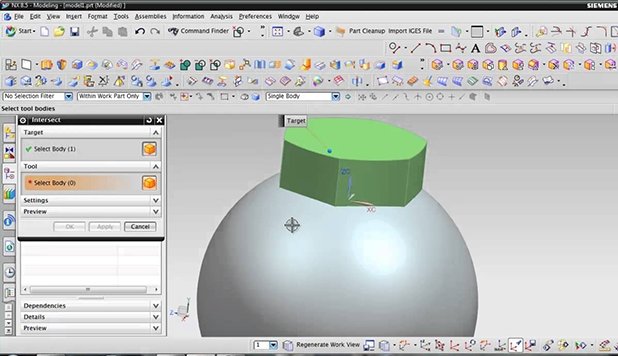 NX 8.5 - Modeling - [model1.prt (Modified) ]
SIEMENS
File Edit View Insert Format Tools Assemblies Information Analysis Preferences Window Help
Start Command Finder Part Cleanup Import IGES File
No Selection Filter Within Work Part Only Single Body
Select tool bodies
Intersect
Target
Target
Select Body (1)
Tool
Select Body (0)
Settings
Preview
OK Apply Cancel
ZC
XC
Dependencies
Details
Preview
Z
X
1 Regenerate Work View